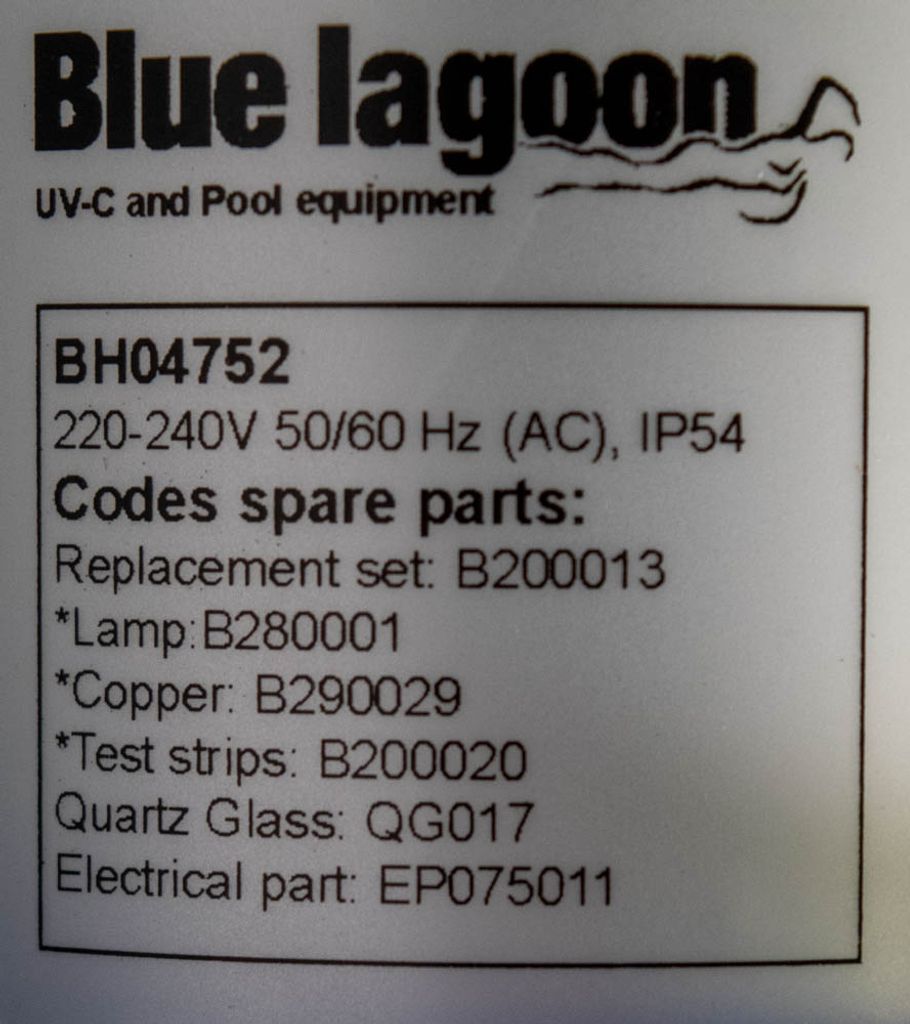 Blue lagoon
UV-C and Pool equipment
BH04752
220-240V 50/60 Hz (AC), IP54
Codes spare parts:
Replacement set: B200013
*Lamp:B280001
*Copper: B290029
*Test strips: B200020
Quartz Glass: QG017
Electrical part: EP075011